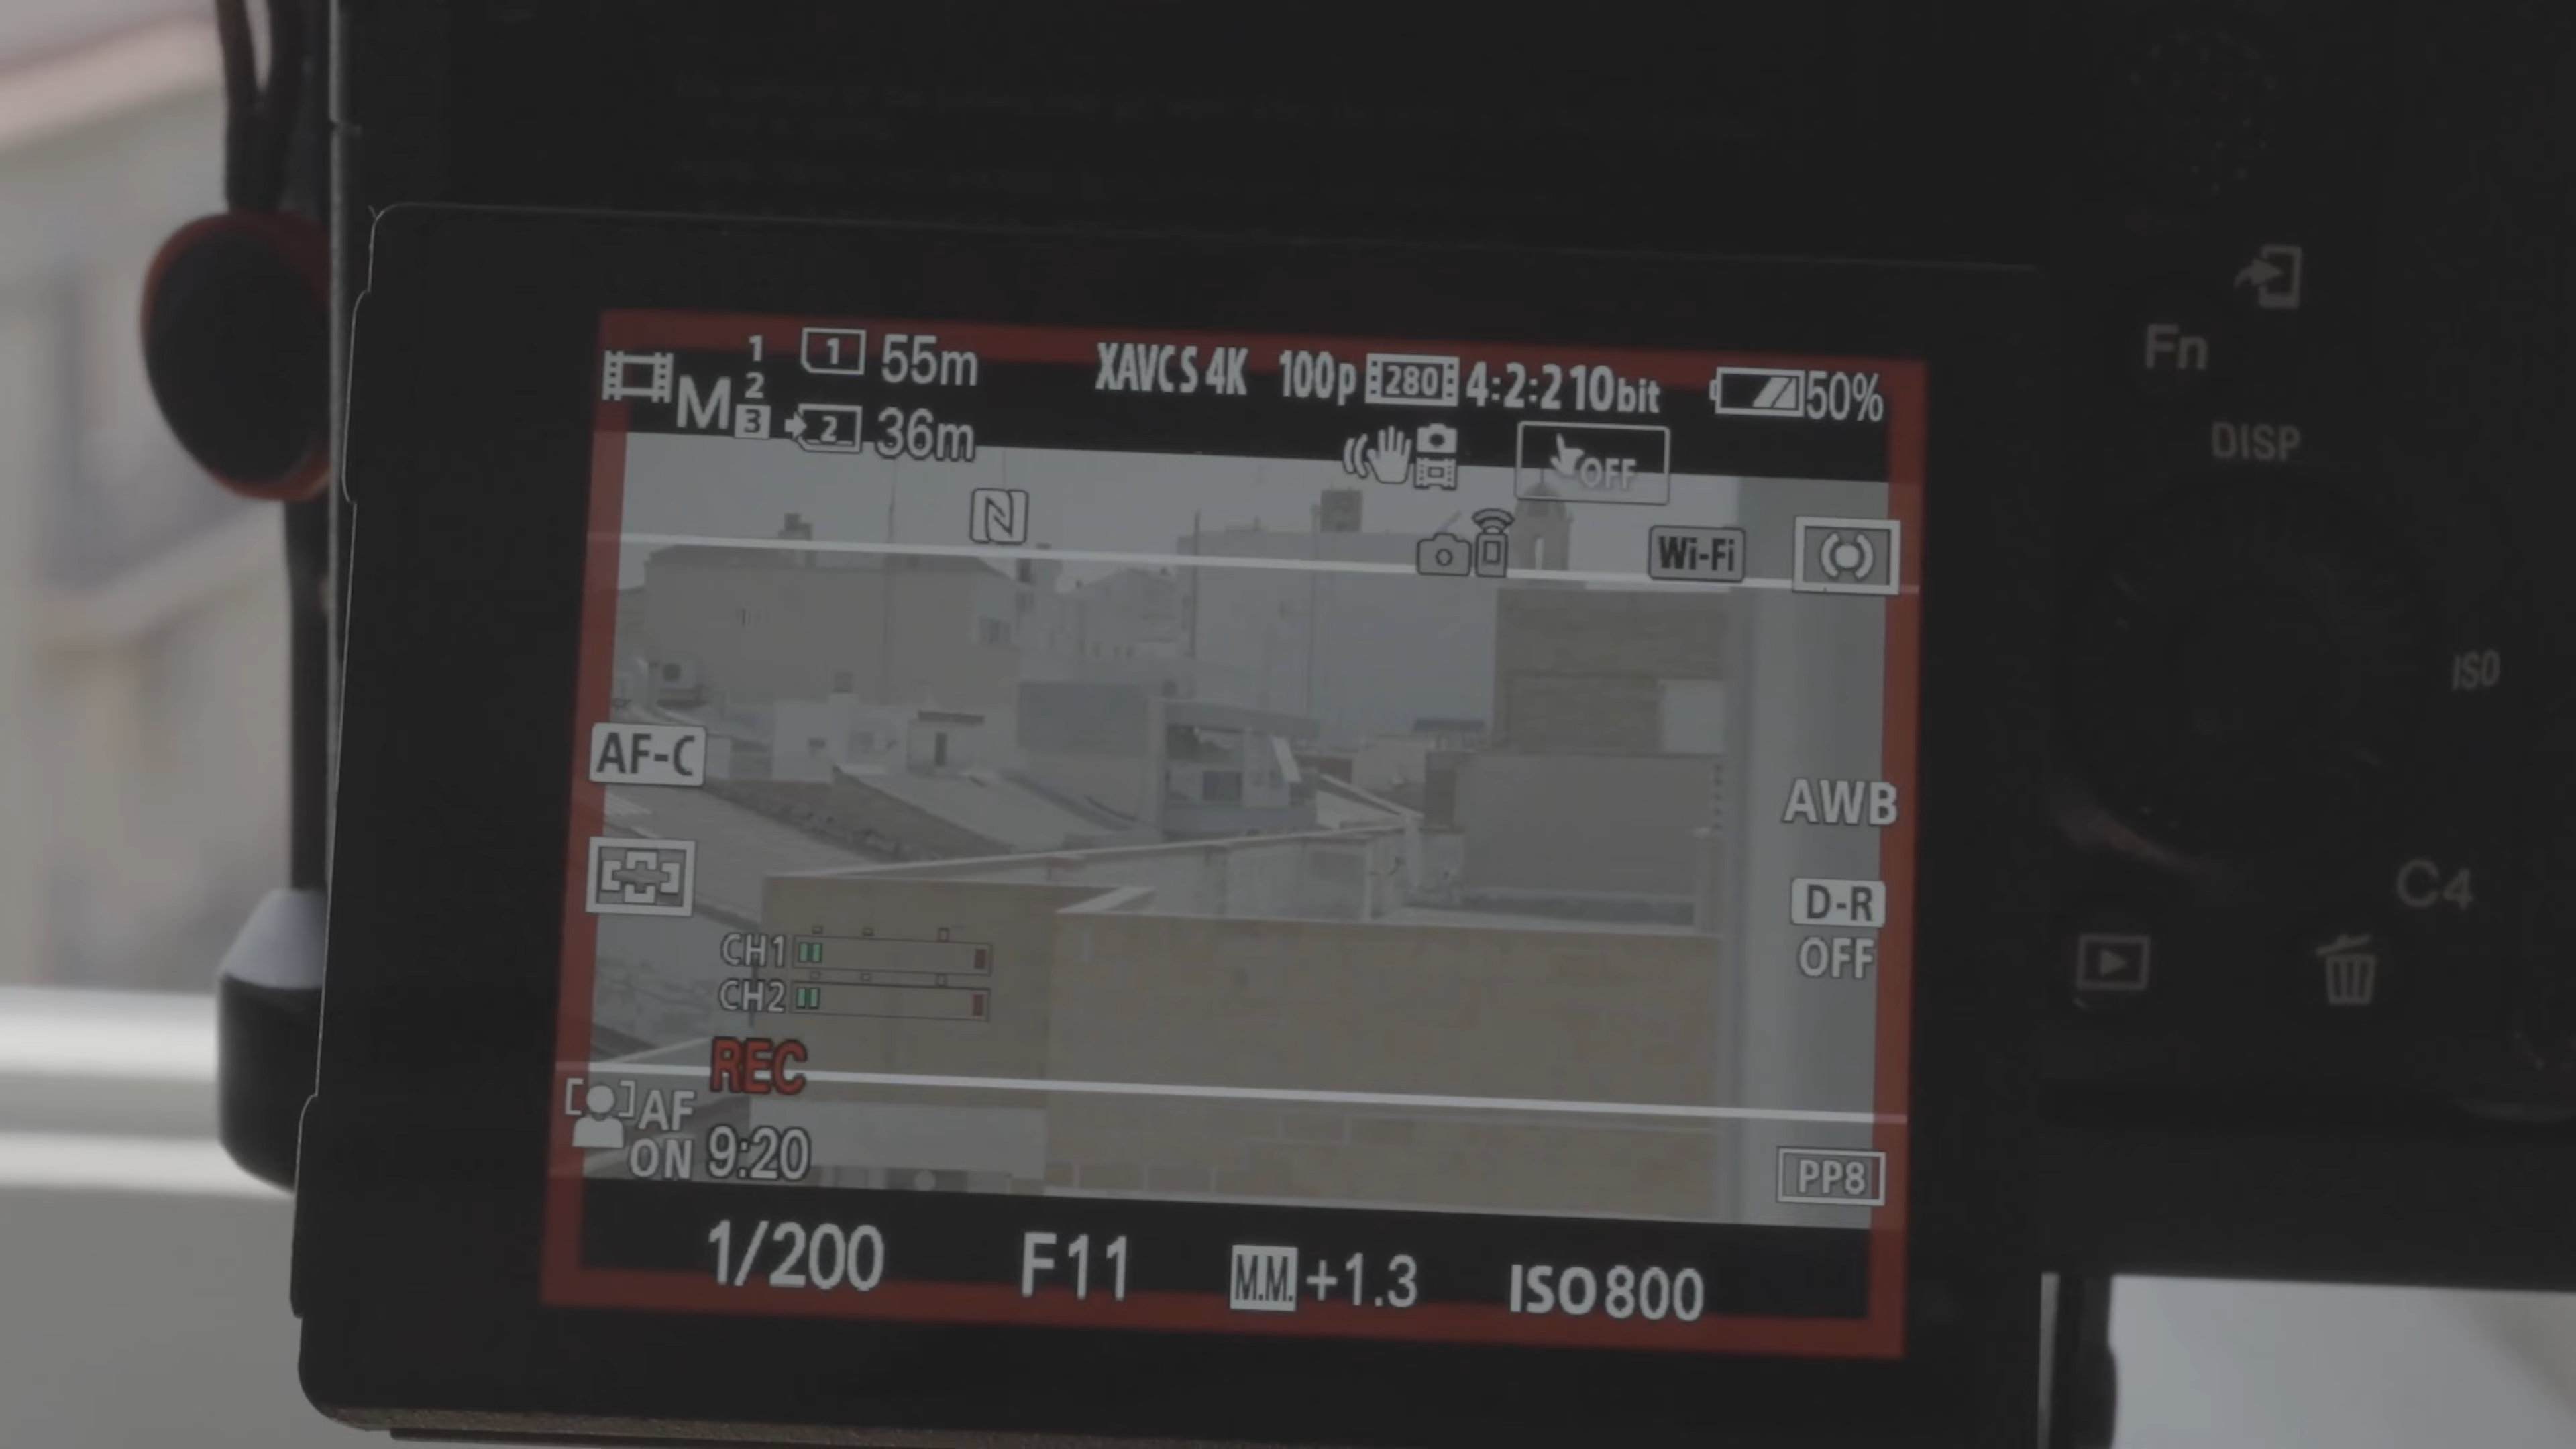 1 55m XAVC S 4K 100p 280 4:2:2 10bit 50%
M 1 2 3 2 36m OFF
Wi-Fi
AF-C
AWB
D-R
OFF
CH1
CH2
REC
AF
ON 9:20
PP8
1/200 F11 M.M. +1.3 ISO 800
Fn
DISP
ISO
C4